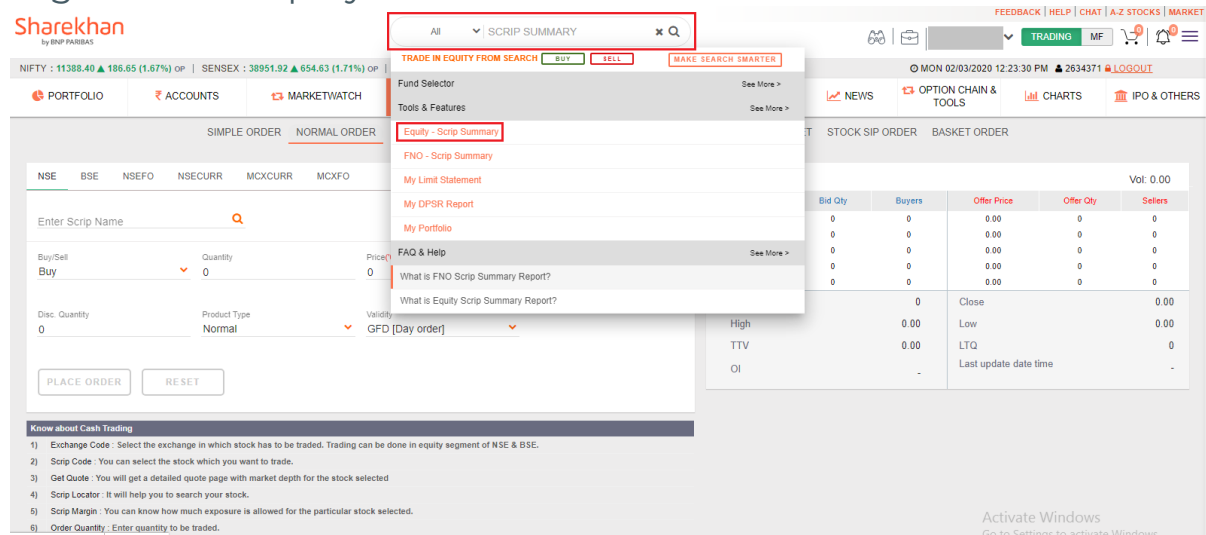 FEEDBACK | HELP | CHAT | A-Z STOCKS | MARKET
Sharekhan
by BNP PARIBAS
All SCRIP SUMMARY
TRADING MF
NIFTY : 11388.40 ▲ 186.65 (1.67%) OP | SENSEX : 38951.92 ▲ 654.63 (1.71%) OP |
MON 02/03/2020 12:23:30 PM 2634371 LOGOUT
TRADE IN EQUITY FROM SEARCH BUY SELL MAKE SEARCH SMARTER
PORTFOLIO ₹ ACCOUNTS MARKETWATCH NEWS OPTION CHAIN & TOOLS CHARTS IPO & OTHERS
Fund Selector See More >
Tools & Features See More >
Equity - Scrip Summary
FNO - Scrip Summary
My Limit Statement
My DPSR Report
My Portfolio
FAQ & Help See More >
What is FNO Scrip Summary Report?
What is Equity Scrip Summary Report?
SIMPLE ORDER NORMAL ORDER STOCK SIP ORDER BASKET ORDER
NSE BSE NSEFO NSECURR MCXCURR MCXFO
Enter Scrip Name
Buy/Sell Quantity
Buy 0 0
Disc. Quantity Product Type Validity
0 Normal GFD [Day order]
PLACE ORDER RESET
Vol: 0.00
Bid Qty Buyers Offer Price Offer Qty Sellers
0 0 0.00 0 0
0 0 0.00 0 0
0 0 0.00 0 0
0 0 0.00 0 0
0 0 0.00 0 0
0 Close 0.00
High 0.00 Low 0.00
TTV 0.00 LTQ 0
OI - Last update date time -
Know about Cash Trading
1) Exchange Code : Select the exchange in which stock has to be traded. Trading can be done in equity segment of NSE & BSE.
2) Scrip Code : You can select the stock which you want to trade.
3) Get Quote : You will get a detailed quote page with market depth for the stock selected
4) Scrip Locator : It will help you to search your stock.
5) Scrip Margin : You can know how much exposure is allowed for the particular stock selected.
6) Order Quantity : Enter quantity to be traded.
Activate Windows
Go to Settings to activate Windows